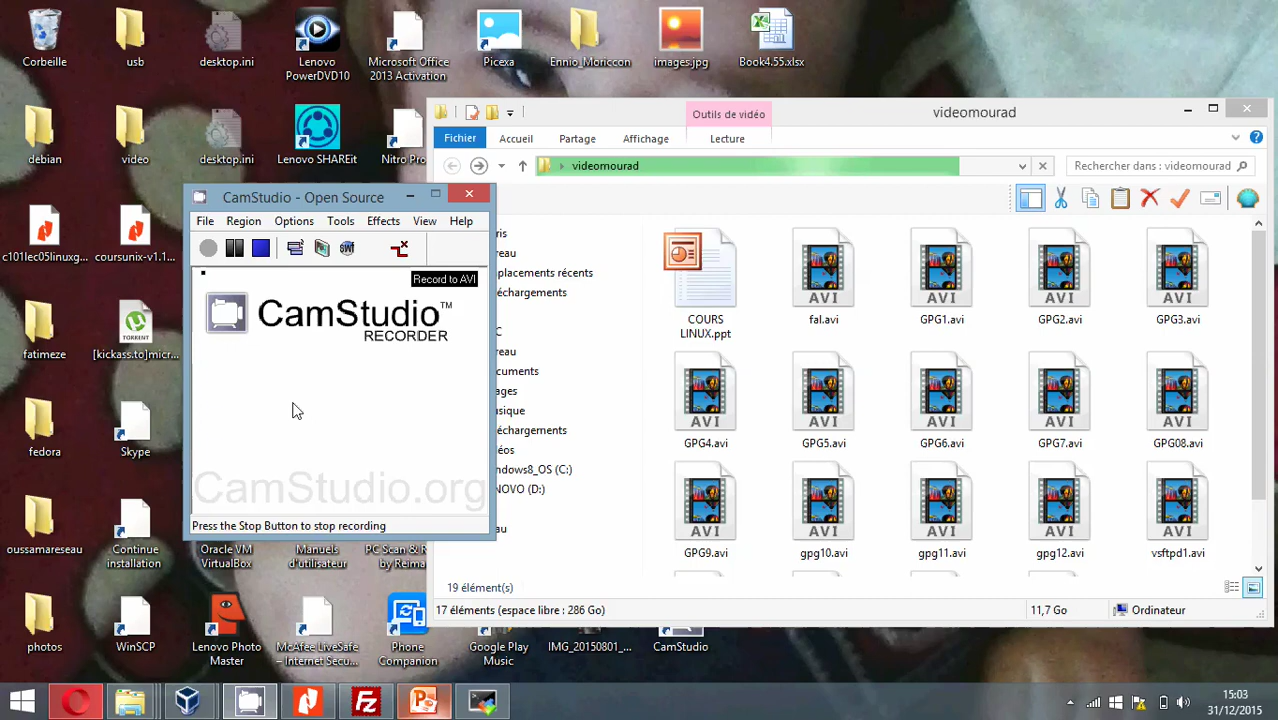 Corbeille
usb
desktop.ini
Lenovo PowerDVD10
Microsoft Office 2013 Activation
Picexa
Ennio_Moriccon
images.jpg
Book4.55.xlsx
debian
video
desktop.ini
Lenovo SHAREit
Nitro Pro
c101lec05linuxg...
coursunix-v1.1...
fatimeze
[kickass.to]micr...
fedora
Skype
oussamareseau
Continue installation
Oracle VM VirtualBox
Manuels d'utilisateur
PC Scan & R
by Reima
photos
WinSCP
Lenovo Photo Master
McAfee LiveSafe – Internet Secu...
Phone Companion
Google Play Music
IMG_20150801_...
CamStudio
CamStudio - Open Source
File Region Options Tools Effects View Help
Record to AVI
CamStudio™
RECORDER
CamStudio.org
Press the Stop Button to stop recording
Outils de vidéo
videomourad
Fichier Accueil Partage Affichage Lecture
videomourad
Rechercher dans : videomourad
ris
reau
placements récents
échargements
C
reau
cuments
ages
usique
échargements
éos
ndows8_OS (C:)
NOVO (D:)
au
COURS LINUX.ppt
fal.avi
GPG1.avi
GPG2.avi
GPG3.avi
GPG4.avi
GPG5.avi
GPG6.avi
GPG7.avi
GPG08.avi
GPG9.avi
gpg10.avi
gpg11.avi
gpg12.avi
vsftpd1.avi
19 élément(s)
17 éléments (espace libre : 286 Go)
11,7 Go
Ordinateur
15:03
31/12/2015